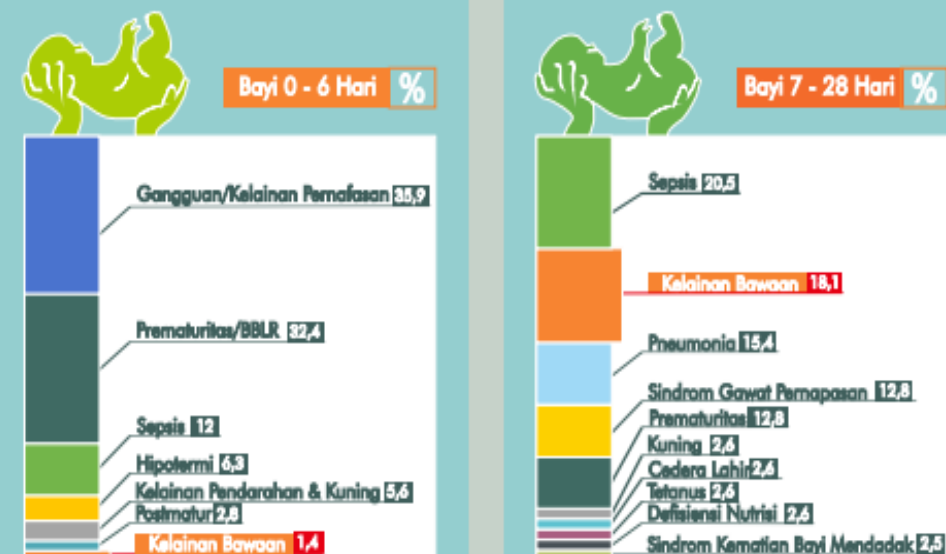 Bayi 0 - 6 Hari %
Gangguan/Kelainan Pernafasan 35,9
Prematuritas/BBLR 32,4
Sepsis 12
Hipotermi 6,3
Kelainan Pendarahan & Kuning 5,6
Postmatur 2,8
Kelainan Bawaan 1,4
Bayi 7 - 28 Hari %
Sepsis 20,5
Kelainan Bawaan 18,1
Pneumonia 15,4
Sindrom Gawat Pernapasan 12,8
Prematuritas 12,8
Kuning 2,6
Cedera Lahir 2,6
Tetanus 2,6
Defisiensi Nutrisi 2,6
Sindrom Kematian Bayi Mendadak 2,5